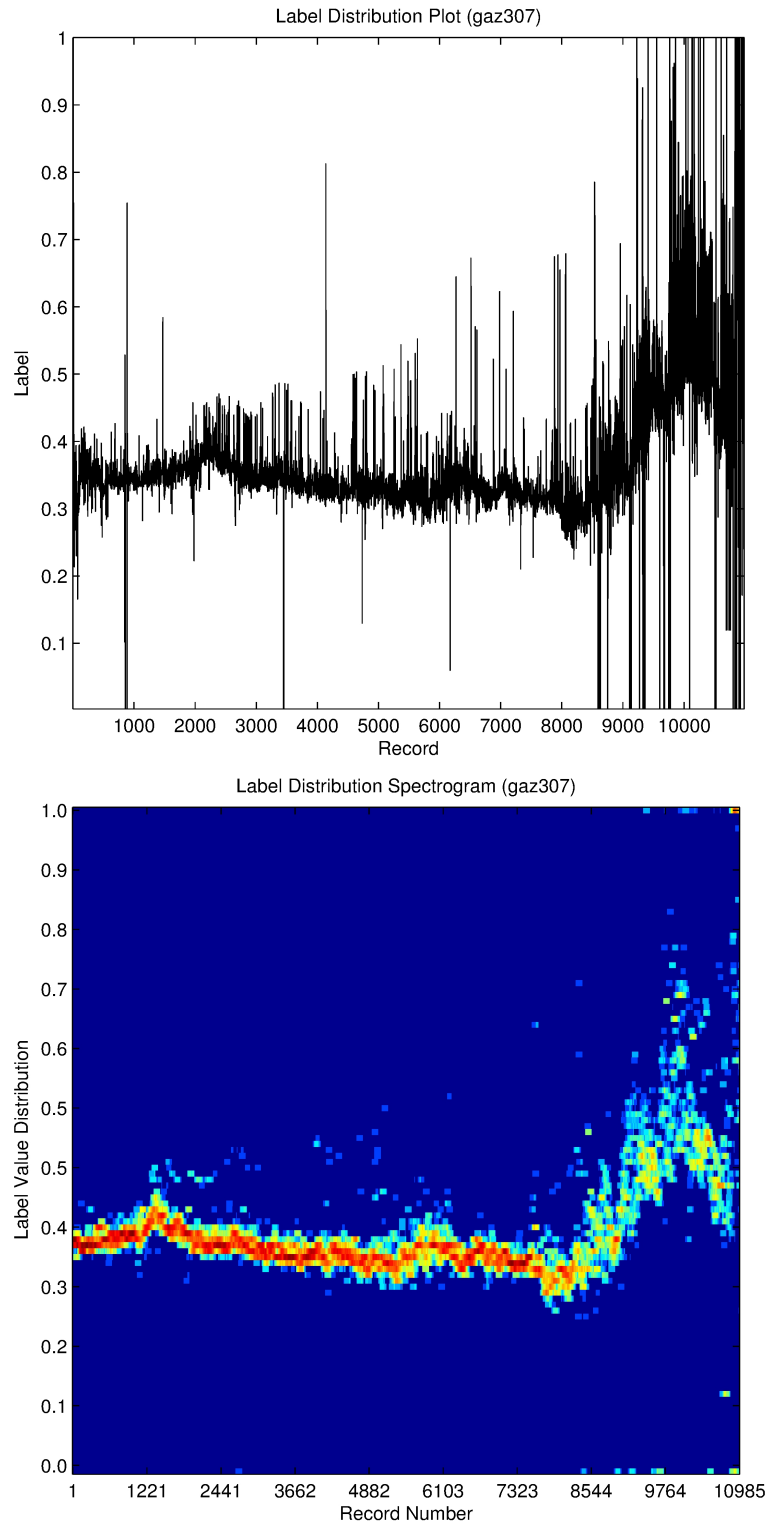 Label Distribution Plot (gaz307)
1
0.9
0.8
0.7
0.6
0.5
0.4
0.3
0.2
0.1
Label
1000 2000 3000 4000 5000 6000 7000 8000 9000 10000
Record
Label Distribution Spectrogram (gaz307)
1.0
0.9
0.8
0.7
0.6
0.5
0.5
0.4
0.3
0.2
0.1
0.0
Label Value Distribution
1 1221 2441 3662 4882 6103 7323 8544 9764 10985
Record Number